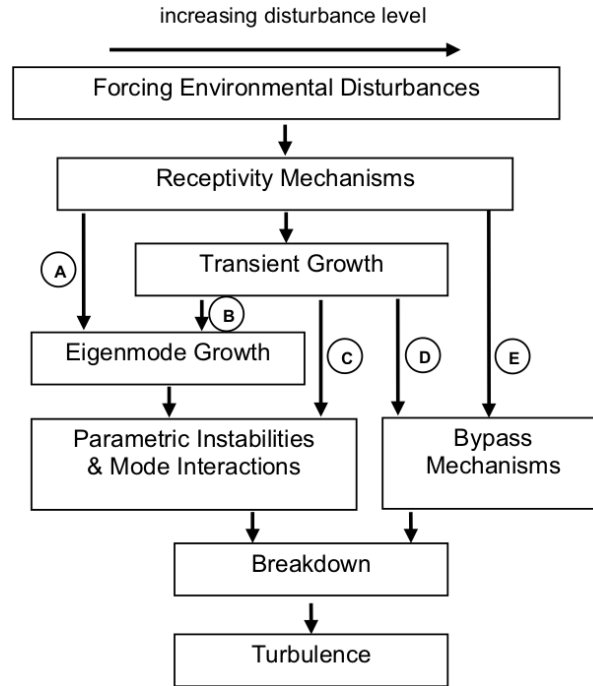 increasing disturbance level
Forcing Environmental Disturbances
Receptivity Mechanisms
Transient Growth
A
B
Eigenmode Growth
C
D
E
Parametric Instabilities
& Mode Interactions
Bypass
Mechanisms
Breakdown
Turbulence